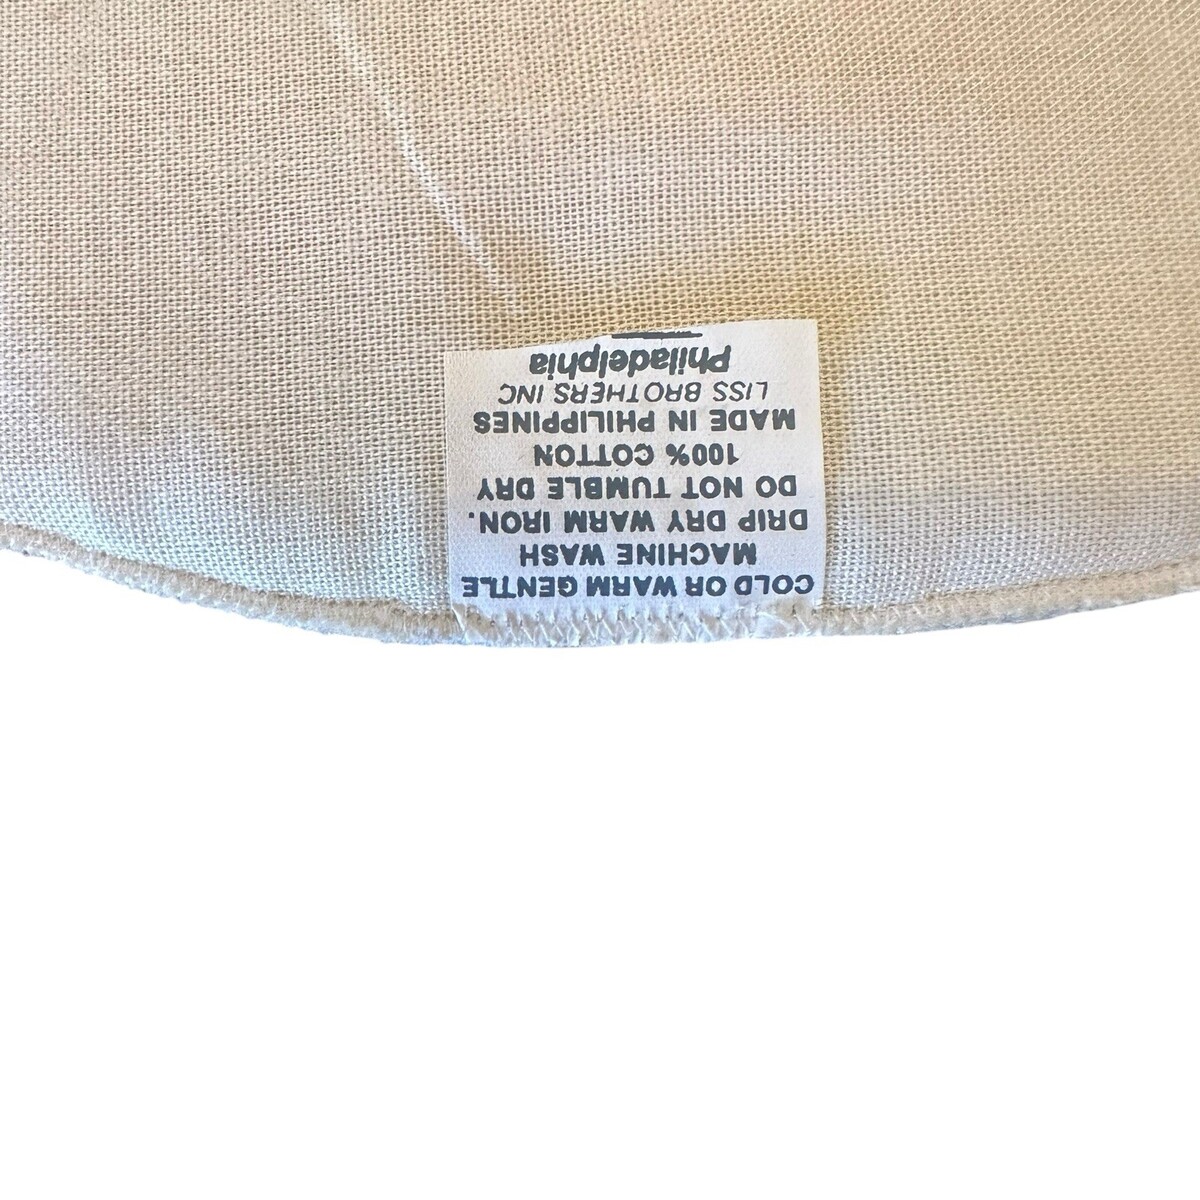 COLD OR WARM GENTLE
MACHINE WASH
DRIP DRY WARM IRON.
DO NOT TUMBLE DRY
100% COTTON
MADE IN PHILIPPINES
LISS BROTHERS INC
Philadelphia